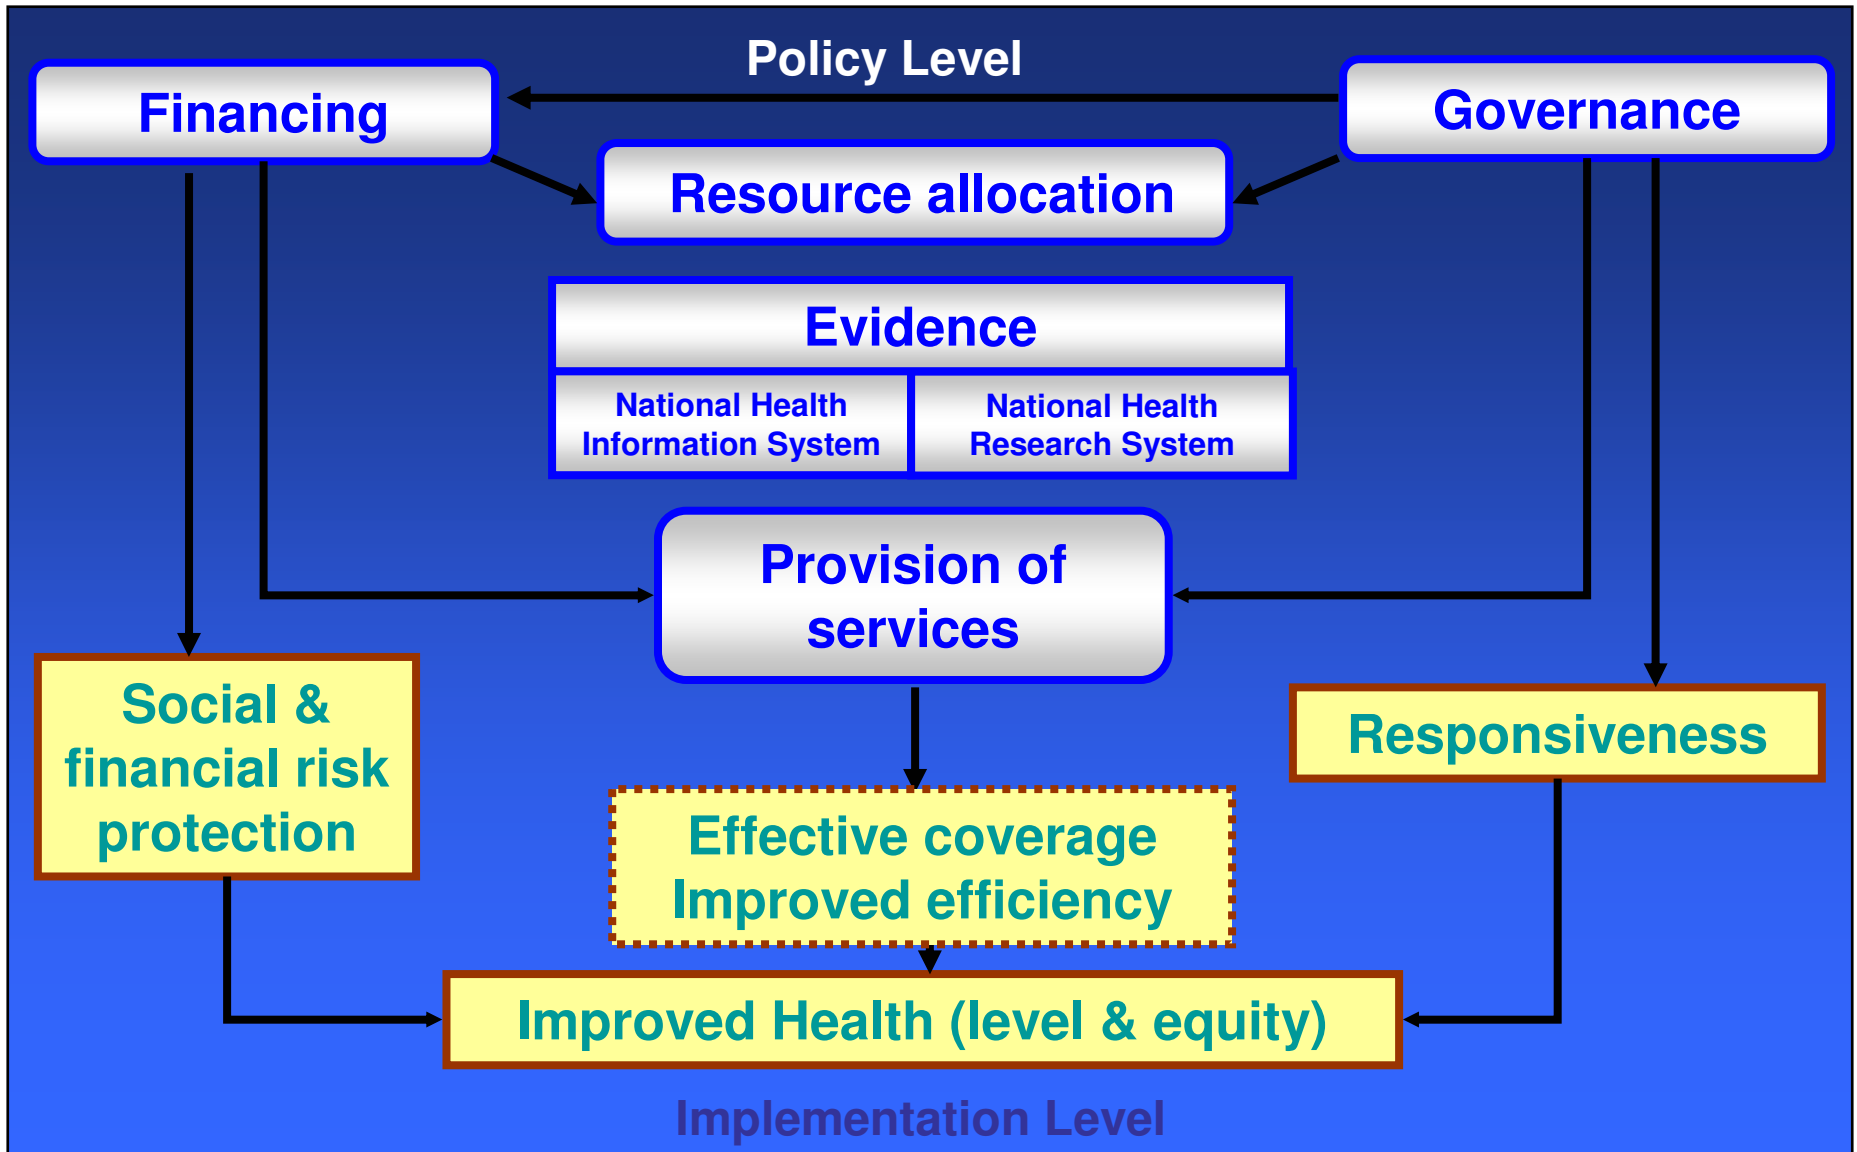 Policy Level
Financing
Governance
Resource allocation
Evidence
National Health
Information System
National Health
Research System
Provision of
services
Social &
financial risk
protection
Responsiveness
Effective coverage
Improved efficiency
Improved Health (level & equity)
Implementation Level